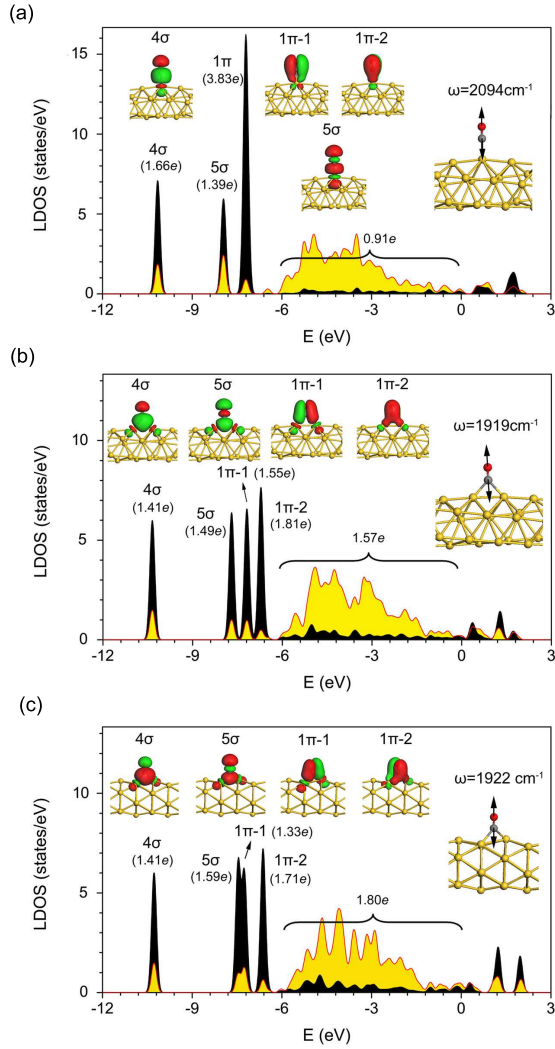 (a)
4σ
1π
(3.83e)
1π-1
1π-2
5σ
ω=2094cm⁻¹
4σ
(1.66e)
5σ
(1.39e)
0.91e
LDOS (states/eV)
15
10
5
0
-12
-9
-6
-3
0
3
E (eV)
(b)
4σ
5σ
1π-1
1π-2
ω=1919cm⁻¹
1π-1 (1.55e)
4σ
(1.41e)
5σ
(1.49e)
1π-2
(1.81e)
1.57e
LDOS (states/eV)
10
5
0
-12
-9
-6
-3
0
3
E (eV)
(c)
4σ
5σ
1π-1
1π-2
ω=1922 cm⁻¹
1π-1 (1.33e)
4σ
(1.41e)
5σ
(1.59e)
1π-2
(1.71e)
1.80e
LDOS (states/eV)
10
5
0
-12
-9
-6
-3
0
3
E (eV)